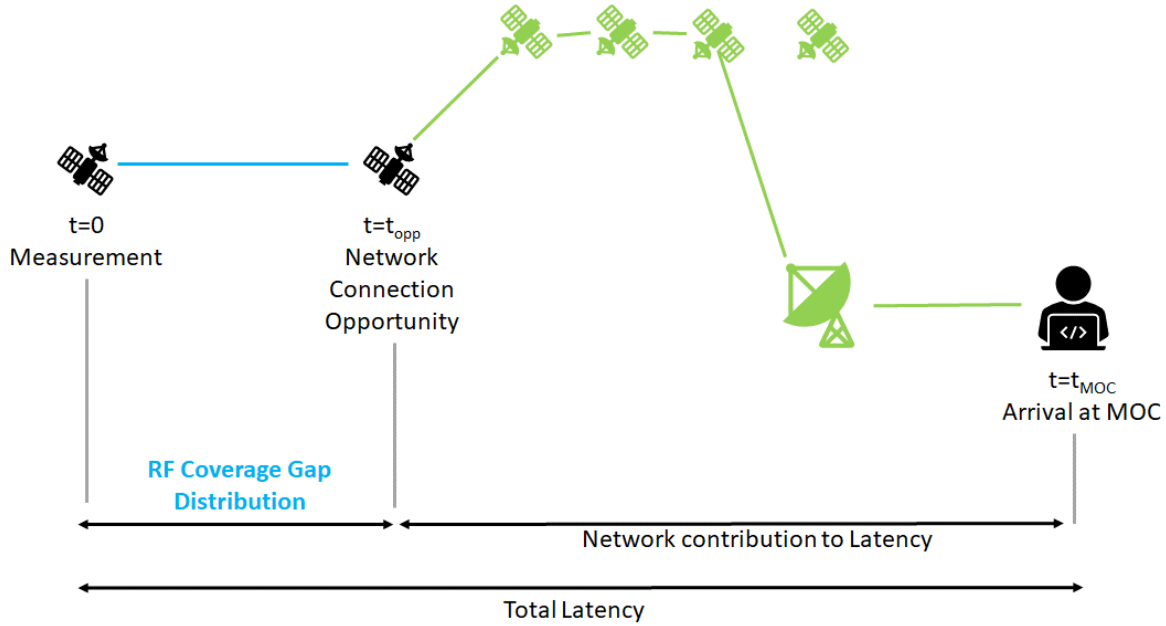 t=0
Measurement
t=t_opp
Network
Connection
Opportunity
</>
t=t_MOC
Arrival at MOC
RF Coverage Gap
Distribution
Network contribution to Latency
Total Latency